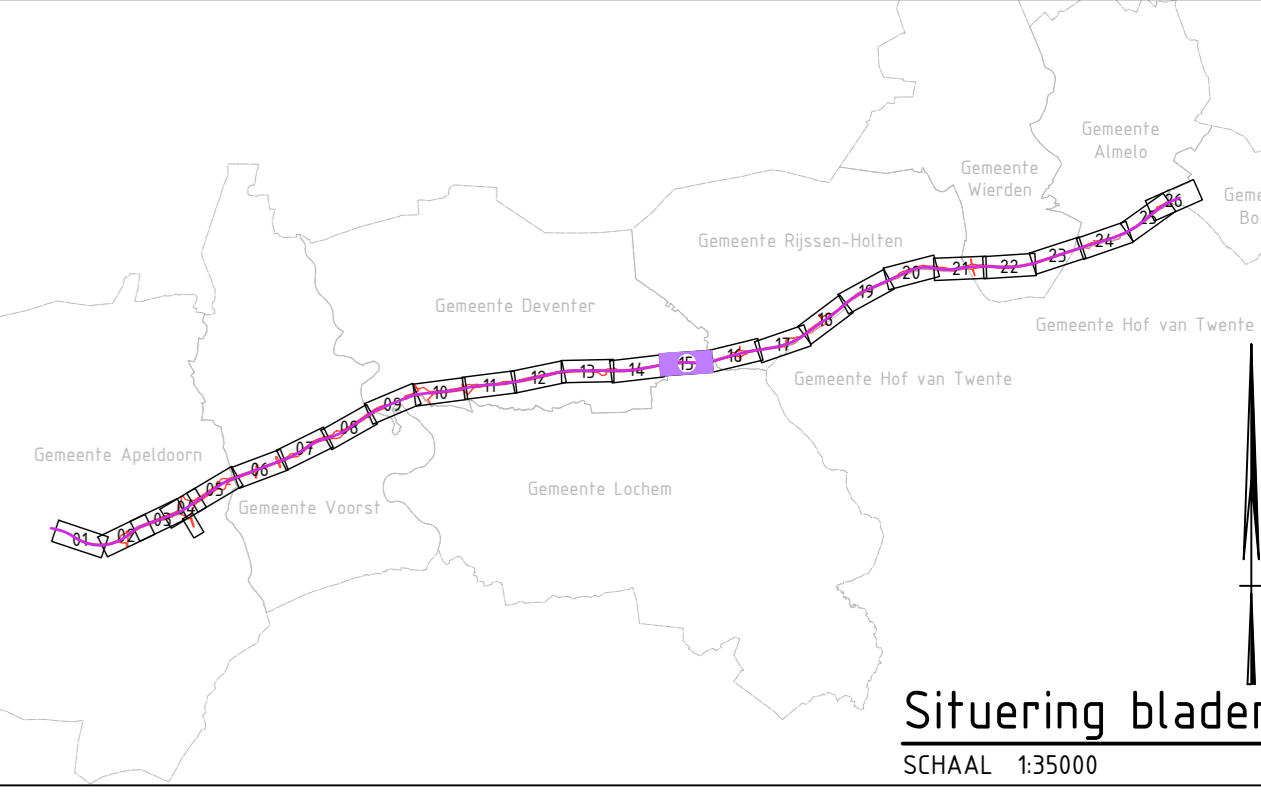 Gemeente
Almelo
Gemeente
Wierden
Gemeente Rijssen-Holten
Gemeente Deventer
Gemeente Hof van Twente
Gemeente Hof van Twente
Gemeente Apeldoorn
Gemeente Lochem
Gemeente Voorst
01
02
03
04
05
06
07
08
09
10
11
12
13
14
15
16
17
18
19
20
21
22
23
24
25
26
Situering blader
SCHAAL 1:35000